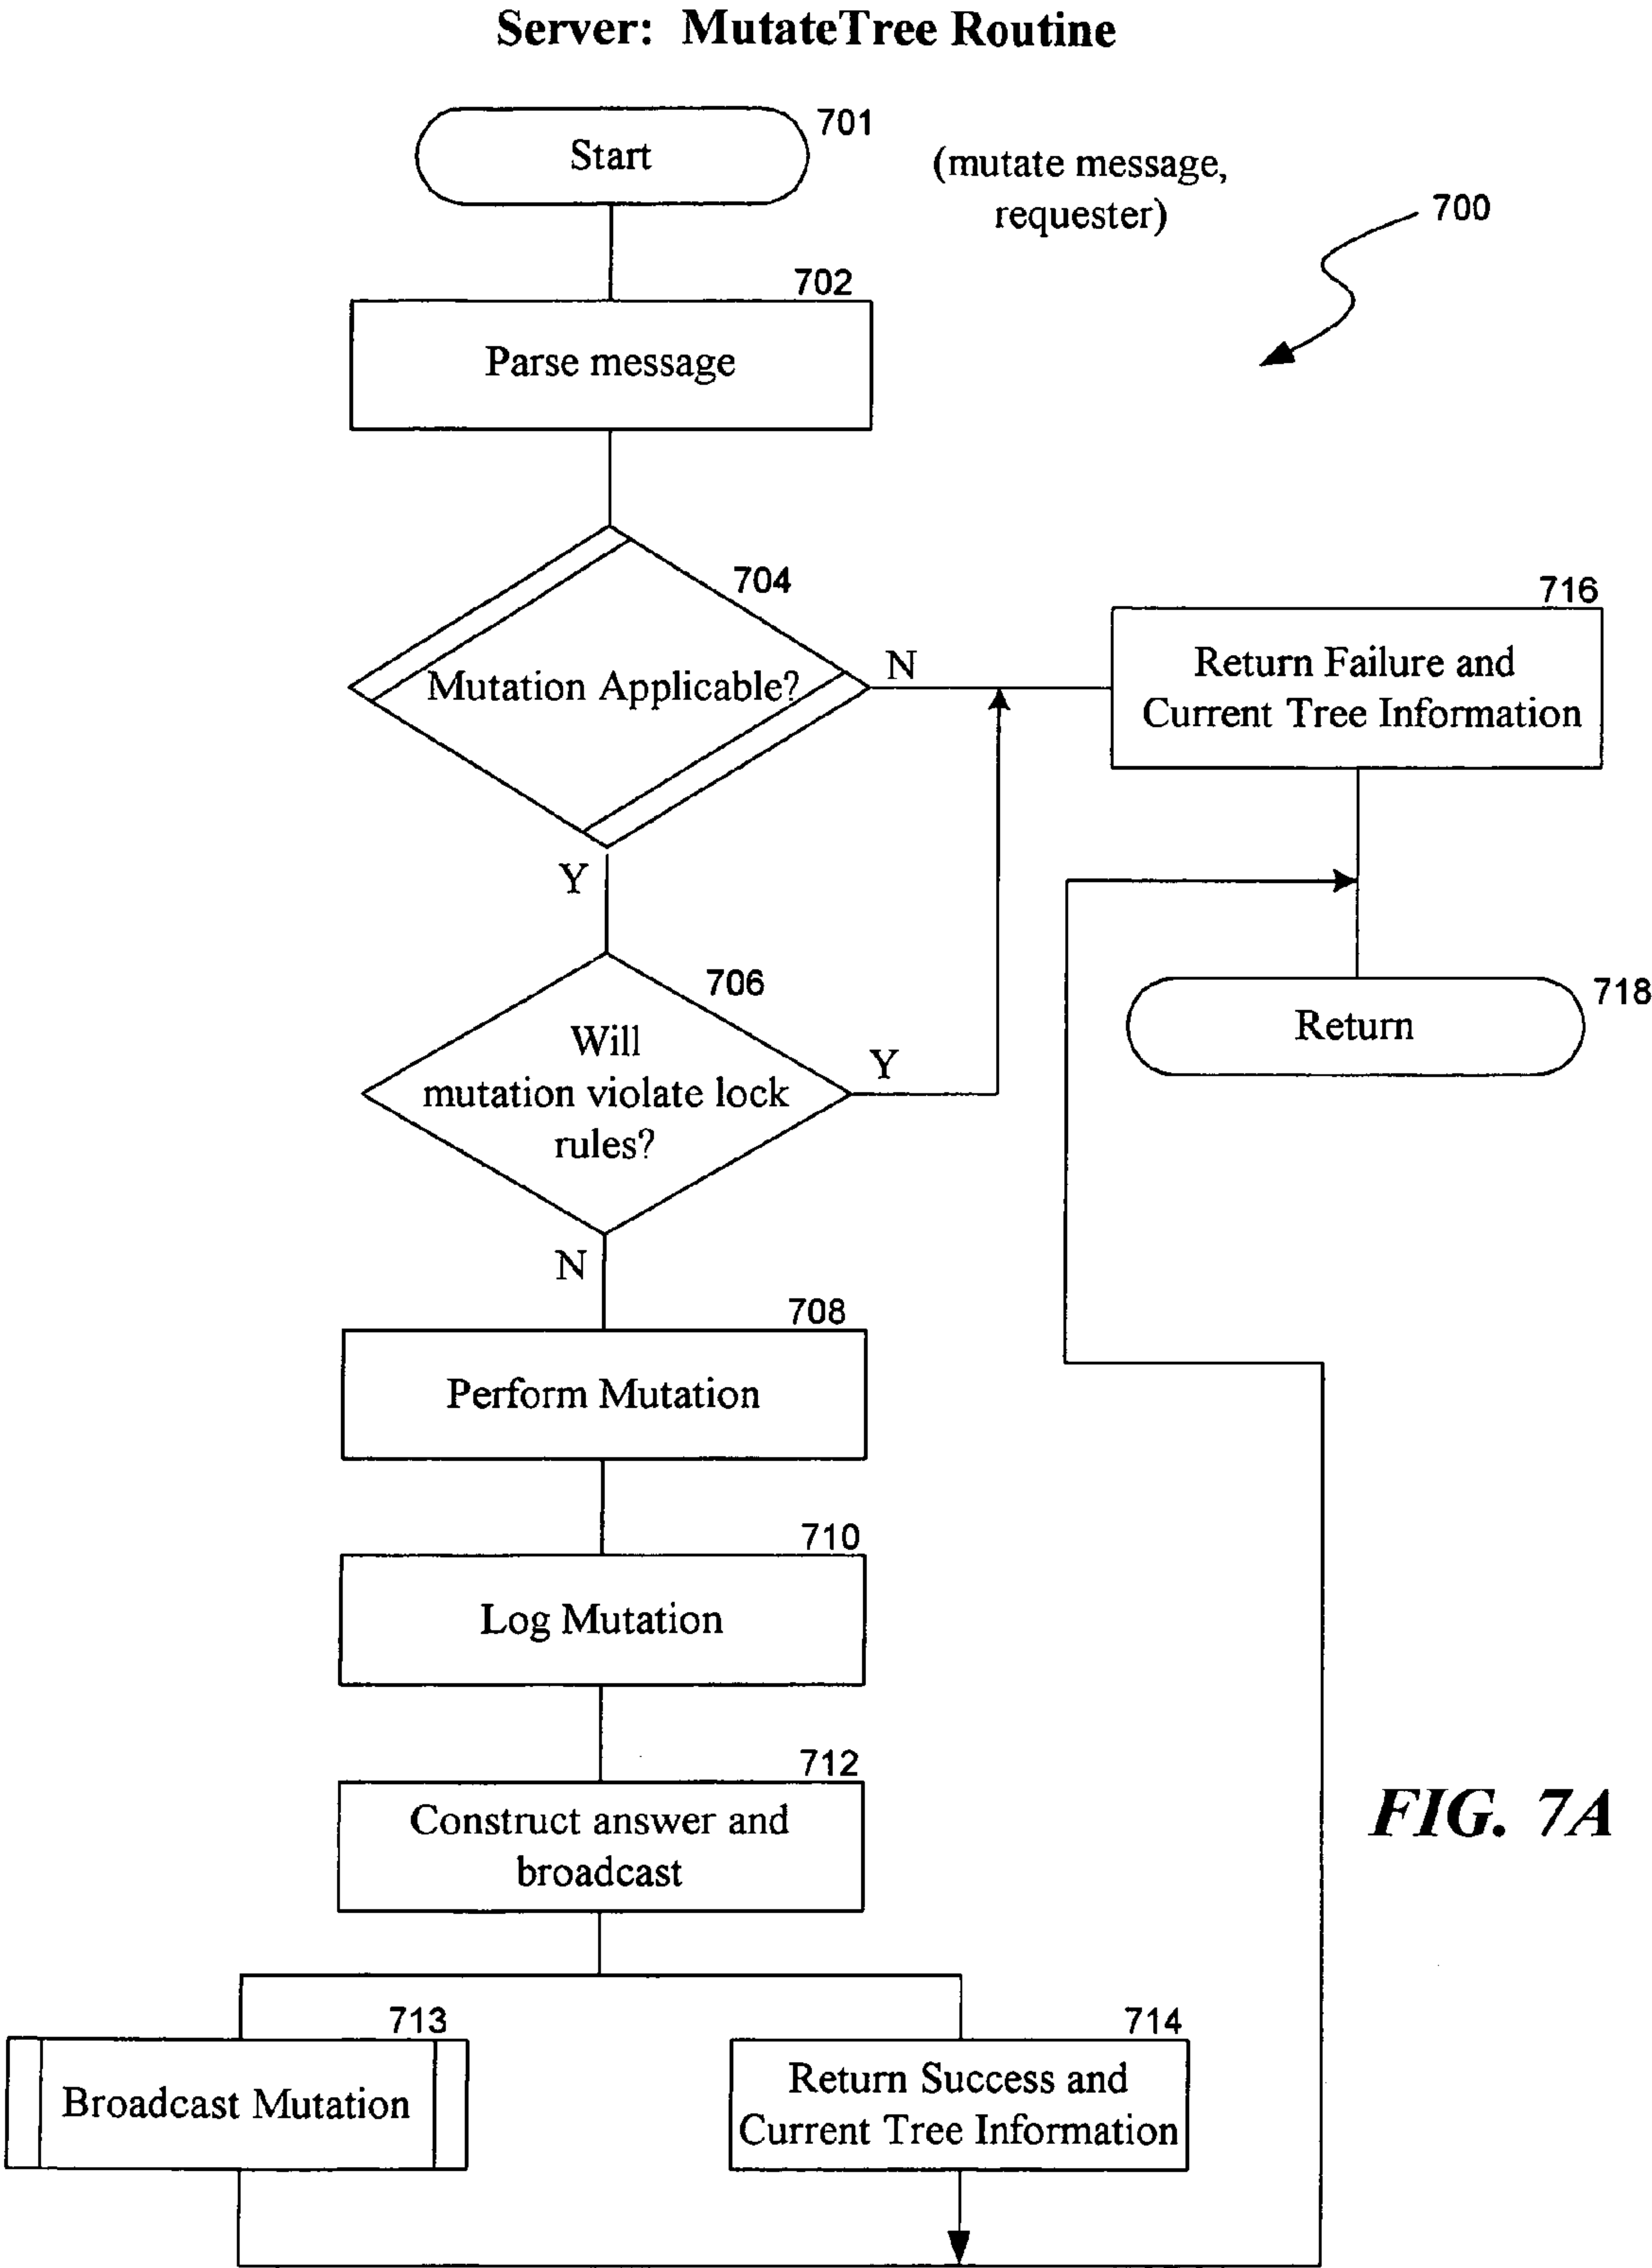 Server: MutateTree Routine
701
Start
(mutate message,
requester)
700
702
Parse message
704
Mutation Applicable?
N
Y
716
Return Failure and
Current Tree Information
706
Will
mutation violate lock
rules?
Y
N
718
Return
708
Perform Mutation
710
Log Mutation
712
Construct answer and
broadcast
FIG. 7A
713
Broadcast Mutation
714
Return Success and
Current Tree Information